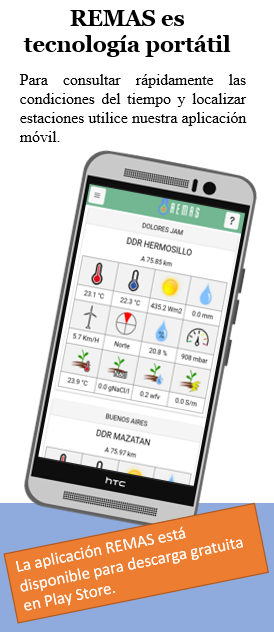 REMAS es
tecnología portátil
Para consultar rápidamente las
condiciones del tiempo y localizar
estaciones utilice nuestra aplicación
móvil.
REMAS
?
DOLORES JAM
DDR HERMOSILLO
A 75.85 km
23.1 °C 22.3 °C 435.2 Wm2 0.0 mm
5.7 Km/H Norte 20.8 % 908 mbar
23.9 °C 0.0 gNaCl/l 0.2 wfv 0.0 S/m
BUENOS AIRES
DDR MAZATAN
A 75.97 km
htc
La aplicación REMAS está
disponible para descarga gratuita
en Play Store.